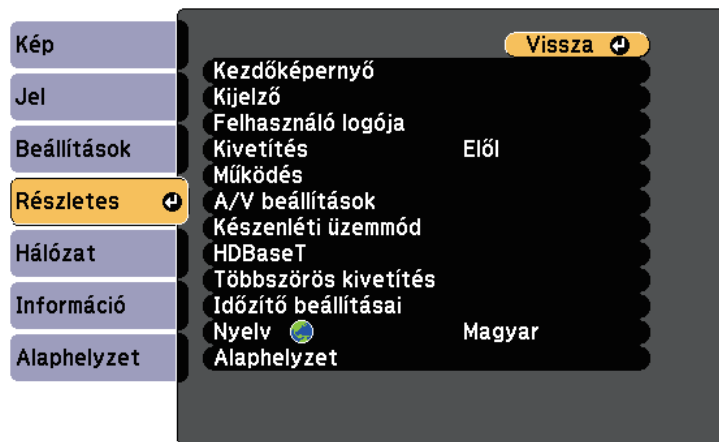 Kép
Jel
Beállítások
Részletes
Hálózat
Információ
Alaphelyzet
Vissza
Kezdőképernyő
Kijelző
Felhasználó logója
Kivetítés Elől
Működés
A/V beállítások
Készenléti üzemmód
HDBaseT
Többszörös kivetítés
Időzítő beállításai
Nyelv Magyar
Alaphelyzet